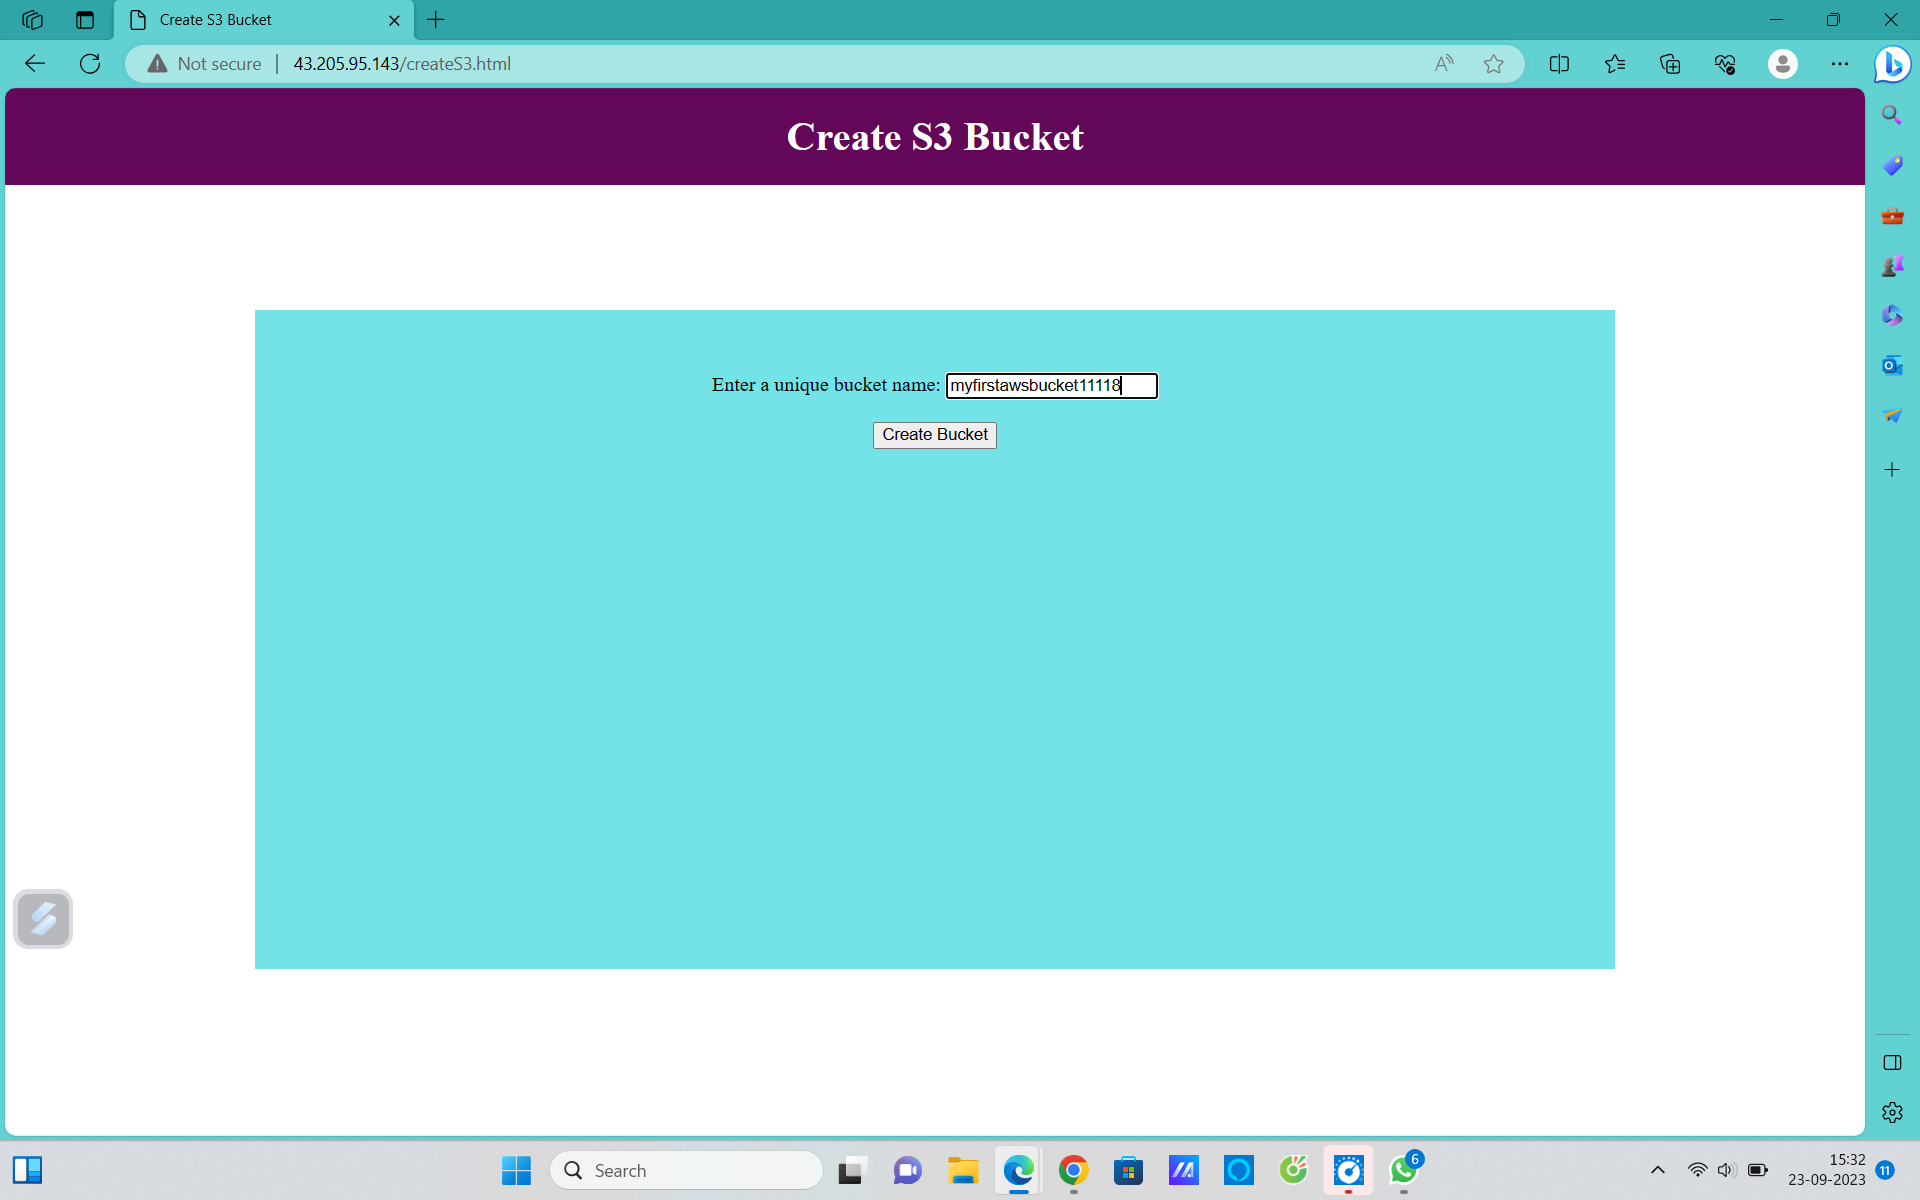 Create S3 Bucket
Not secure
43.205.95.143/createS3.html
Create S3 Bucket
Enter a unique bucket name: myfirstawsbucket11118
Create Bucket
Search
6
15:32
23-09-2023
11